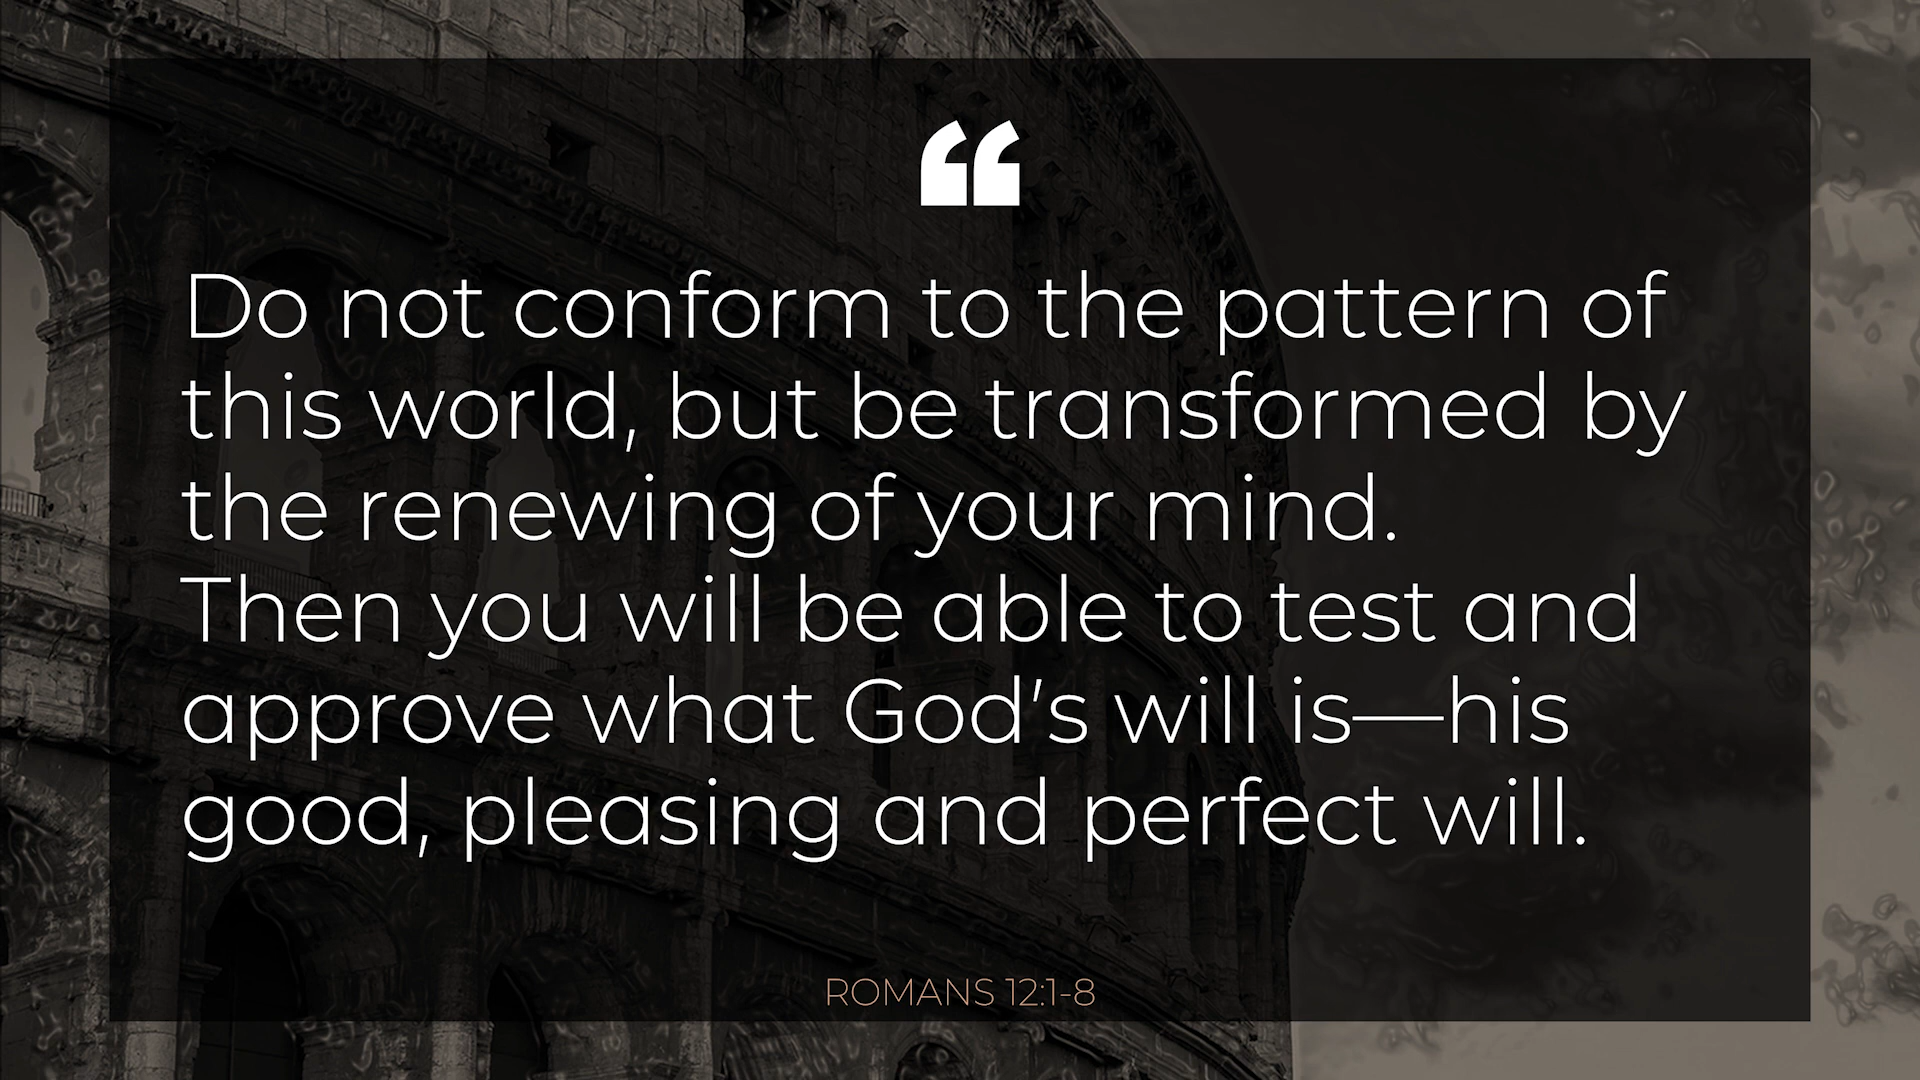 “
Do not conform to the pattern of
this world, but be transformed by
the renewing of your mind.
Then you will be able to test and
approve what God’s will is—his
good, pleasing and perfect will.
ROMANS 12:1-8